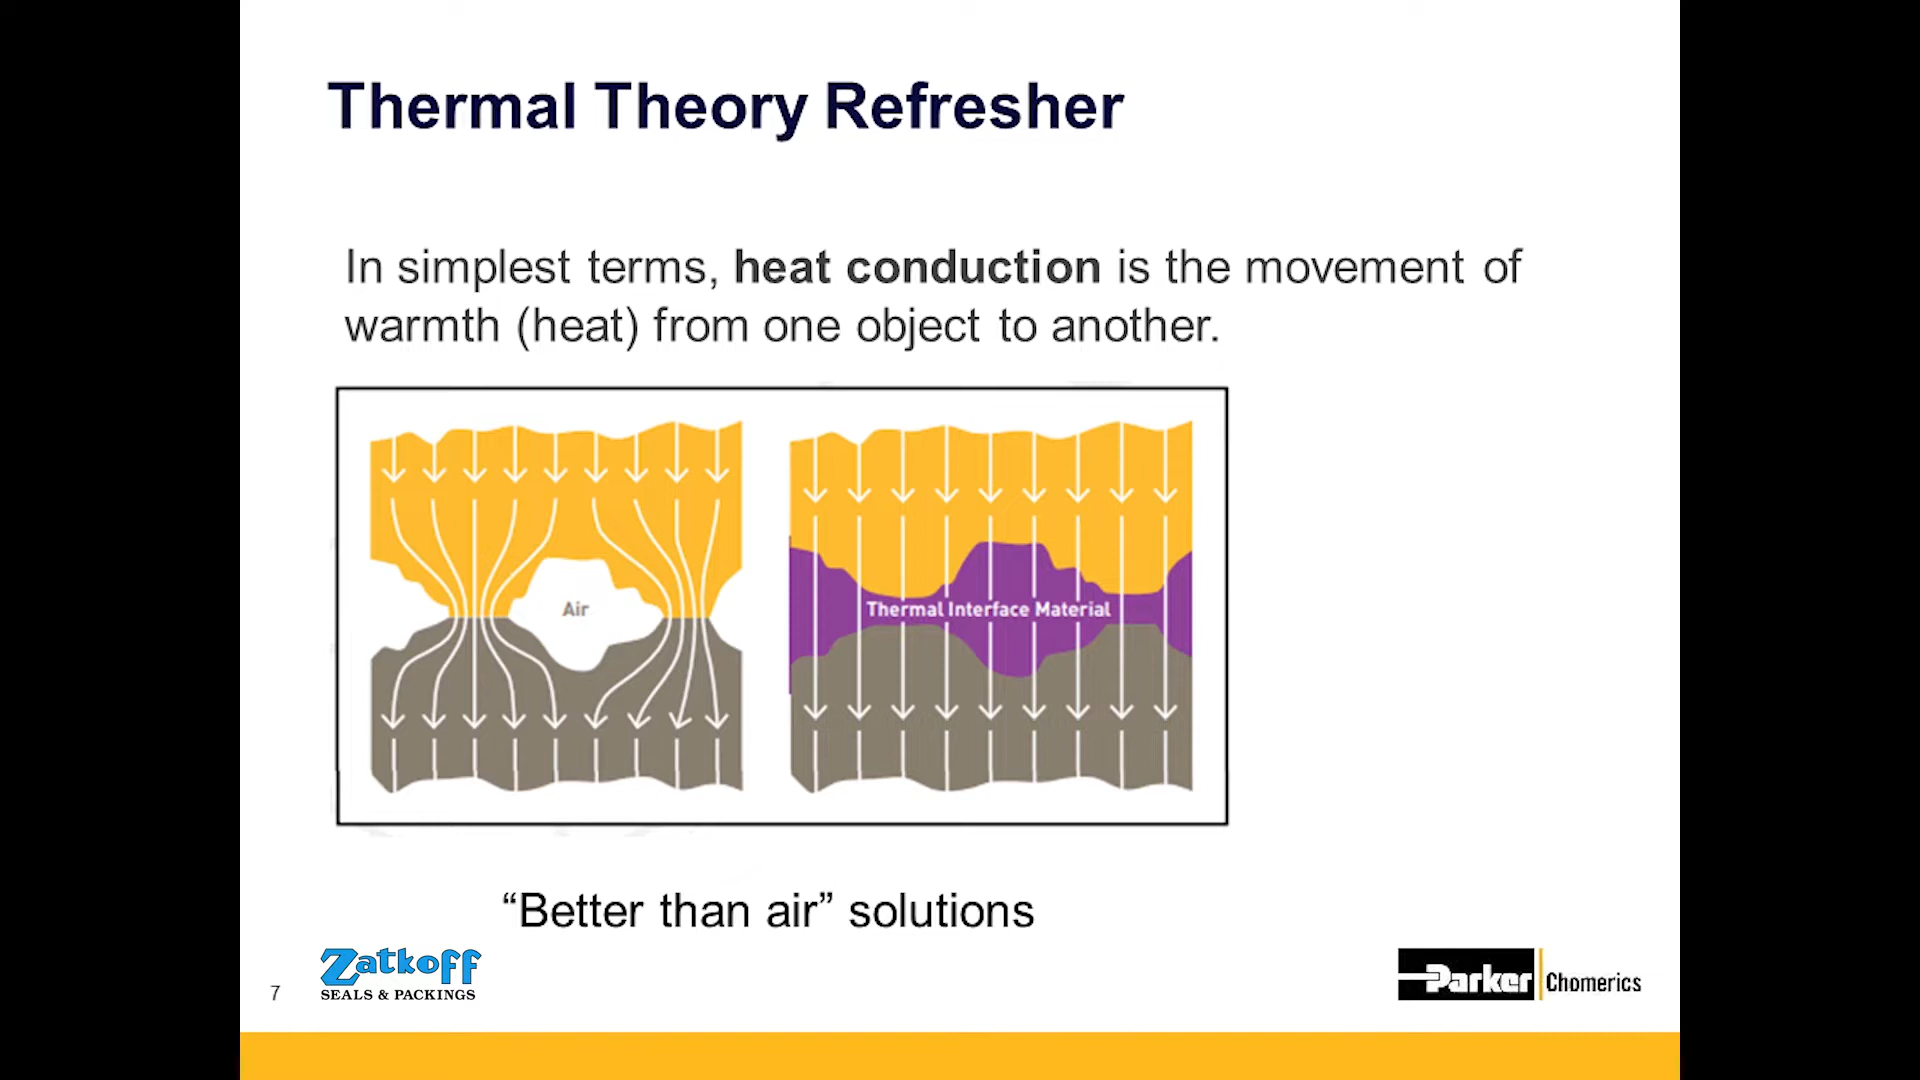 Thermal Theory Refresher
In simplest terms, heat conduction is the movement of
warmth (heat) from one object to another.
Air
Thermal Interface Material
“Better than air” solutions
7
Zatkoff
SEALS & PACKINGS
Parker
Chomerics